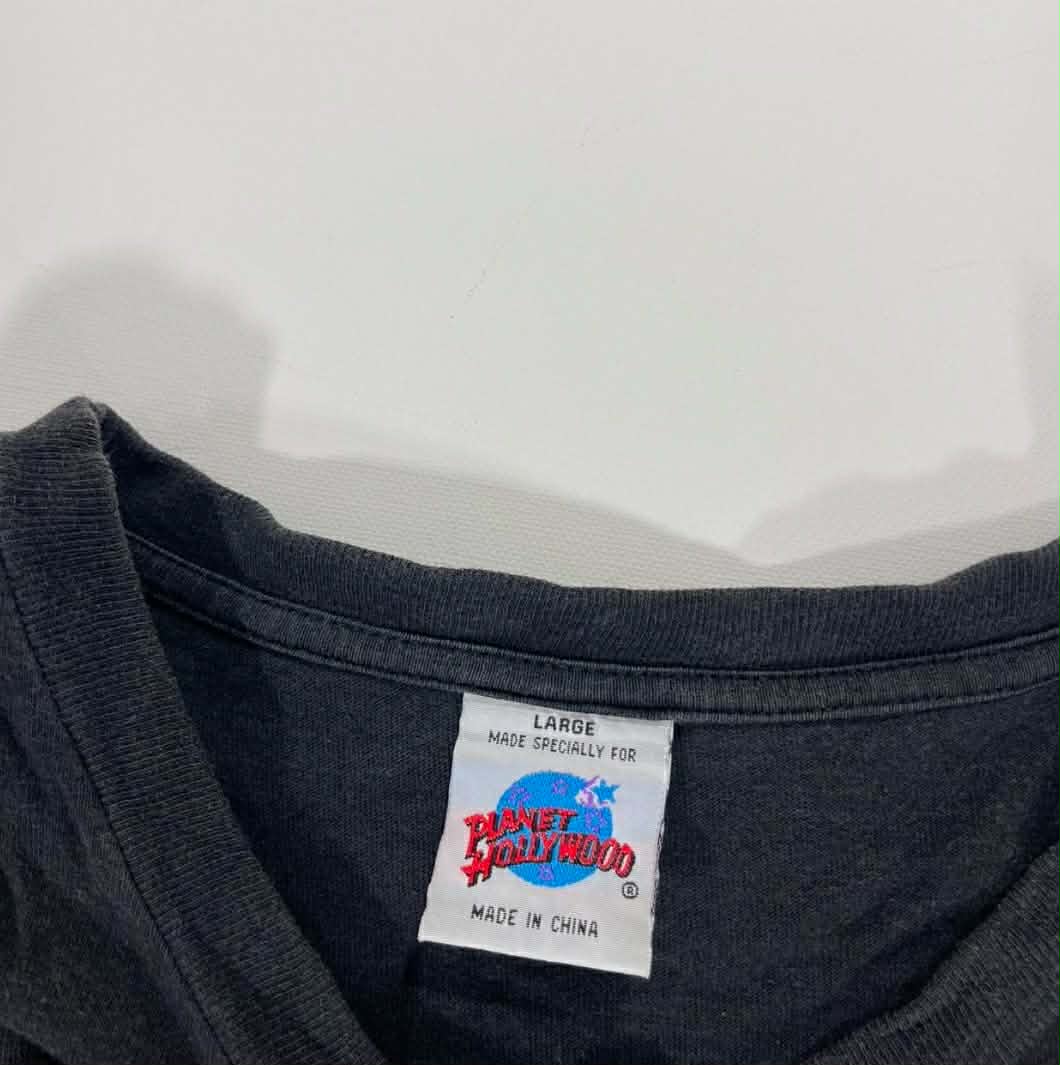 LARGE
MADE SPECIALLY FOR
PLANET
HOLLYWOOD
®
MADE IN CHINA